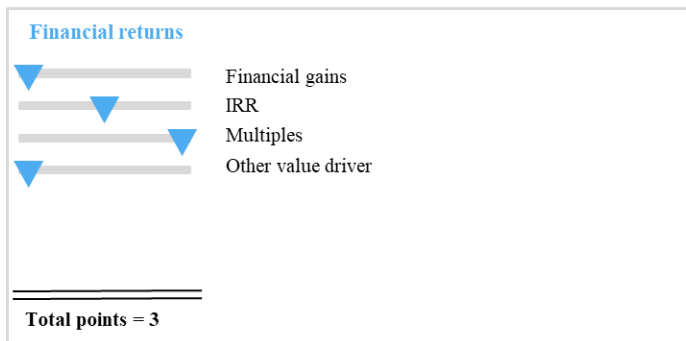 Financial returns
Financial gains
IRR
Multiples
Other value driver
Total points = 3